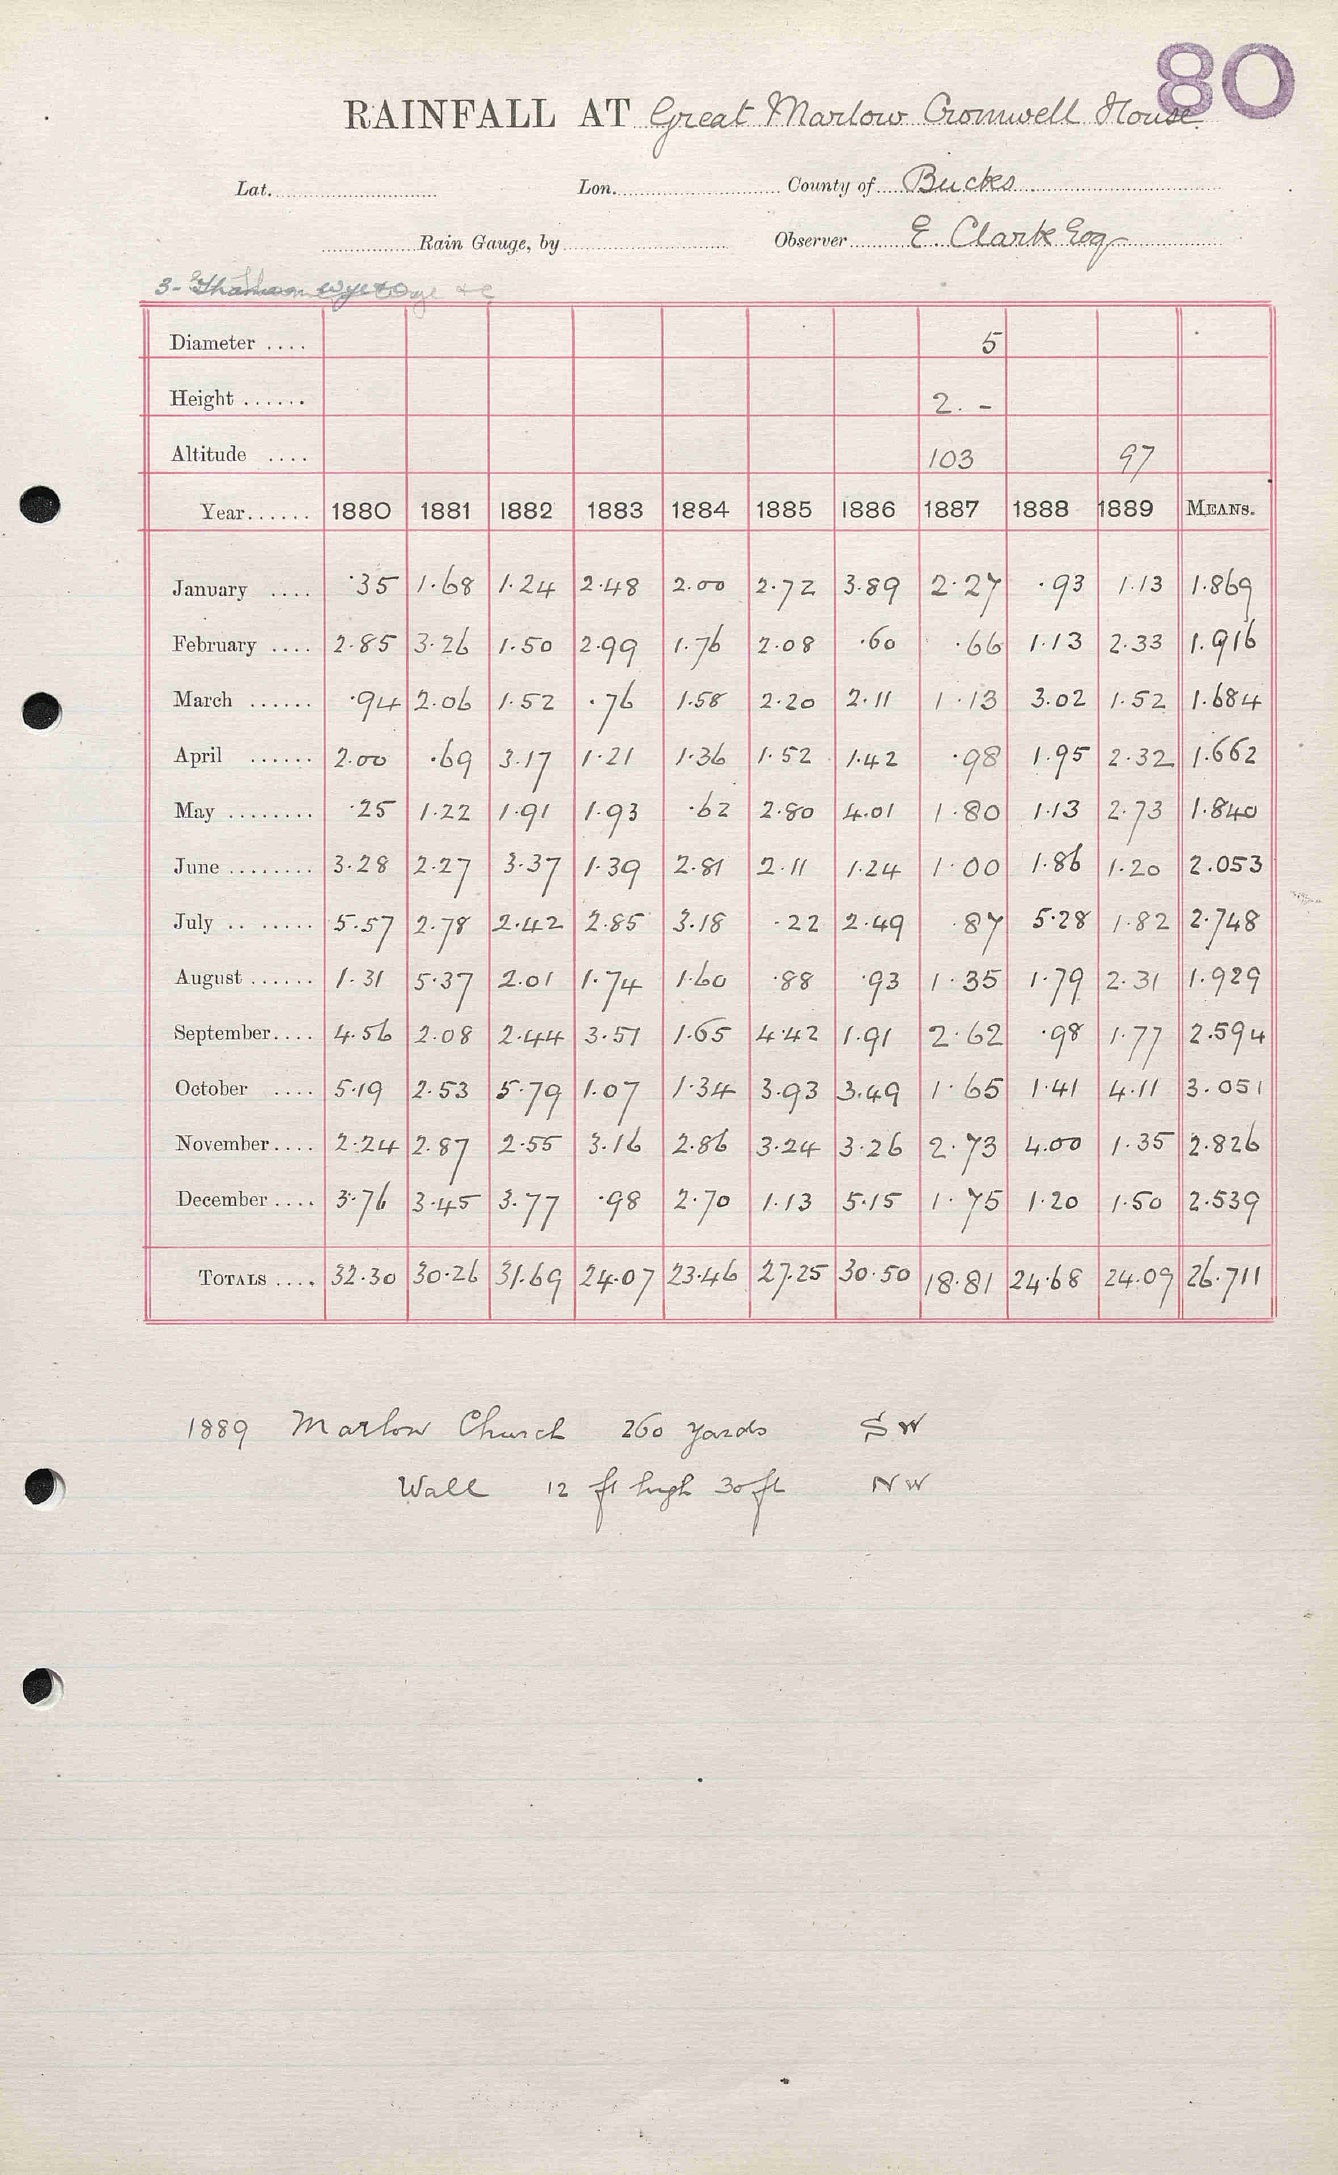 80
RAINFALL AT Great Marlow Cromwell House
Lat. Lon. County of Bucks
Rain Gauge, by Observer E. Clark Esq
3-
Diameter .... 5
Height ...... 2. -
Altitude .... 103 97
Year...... 1880 1881 1882 1883 1884 1885 1886 1887 1888 1889 MEANS.
January .... .35 1.68 1.24 2.48 2.00 2.72 3.89 2.27 .93 1.13 1.869
February .... 2.85 3.26 1.50 2.99 1.76 2.08 .60 .66 1.13 2.33 1.916
March ...... .94 2.06 1.52 .76 1.58 2.20 2.11 1.13 3.02 1.52 1.684
April ...... 2.00 .69 3.17 1.21 1.36 1.52 1.42 .98 1.95 2.32 1.662
May ........ .25 1.22 1.91 1.93 .62 2.80 4.01 1.80 1.13 2.73 1.840
June ........ 3.28 2.27 3.37 1.39 2.81 2.11 1.24 1.00 1.86 1.20 2.053
July .. ...... 5.57 2.78 2.42 2.85 3.18 .22 2.49 .87 5.28 1.82 2.748
August ...... 1.31 5.37 2.01 1.74 1.60 .88 .93 1.35 1.79 2.31 1.929
September.... 4.56 2.08 2.44 3.51 1.65 4.42 1.91 2.62 .98 1.77 2.594
October .... 5.19 2.53 5.79 1.07 1.34 3.93 3.49 1.65 1.41 4.11 3.051
November.... 2.24 2.87 2.55 3.16 2.86 3.24 3.26 2.73 4.00 1.35 2.826
December .... 3.76 3.45 3.77 .98 2.70 1.13 5.15 1.75 1.20 1.50 2.539
TOTALS .... 32.30 30.26 31.69 24.07 23.46 27.25 30.50 18.81 24.68 24.09 26.711
1889 Marlow Church 260 yards SW
Wall 12 ft high 30 ft NW